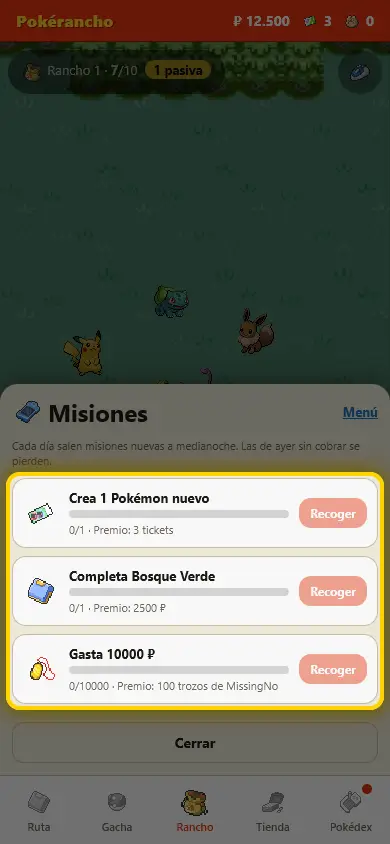 Pokérancho
₽ 12.500
3
0
Rancho 1 · 7/10
1 pasiva
Misiones
Menú
Cada día salen misiones nuevas a medianoche. Las de ayer sin cobrar se
pierden.
Crea 1 Pokémon nuevo
0/1 · Premio: 3 tickets
Recoger
Completa Bosque Verde
0/1 · Premio: 2500 ₽
Recoger
Gasta 10000 ₽
0/10000 · Premio: 100 trozos de MissingNo
Recoger
Cerrar
Ruta
Gacha
Rancho
Tienda
Pokédex